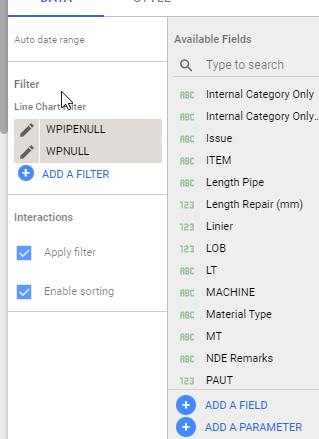 DATA
STYLE
Auto date range
Filter
Line Chart Filter
WPIPENULL
WPNULL
ADD A FILTER
Interactions
Apply filter
Enable sorting
Available Fields
Type to search
ABC Internal Category Only
ABC Internal Category Only...
ABC Issue
ABC ITEM
ABC Length Pipe
123 Length Repair (mm)
123 Linier
123 LOB
ABC LT
ABC MACHINE
ABC Material Type
ABC MT
ABC NDE Remarks
123 PAUT
ADD A FIELD
ADD A PARAMETER